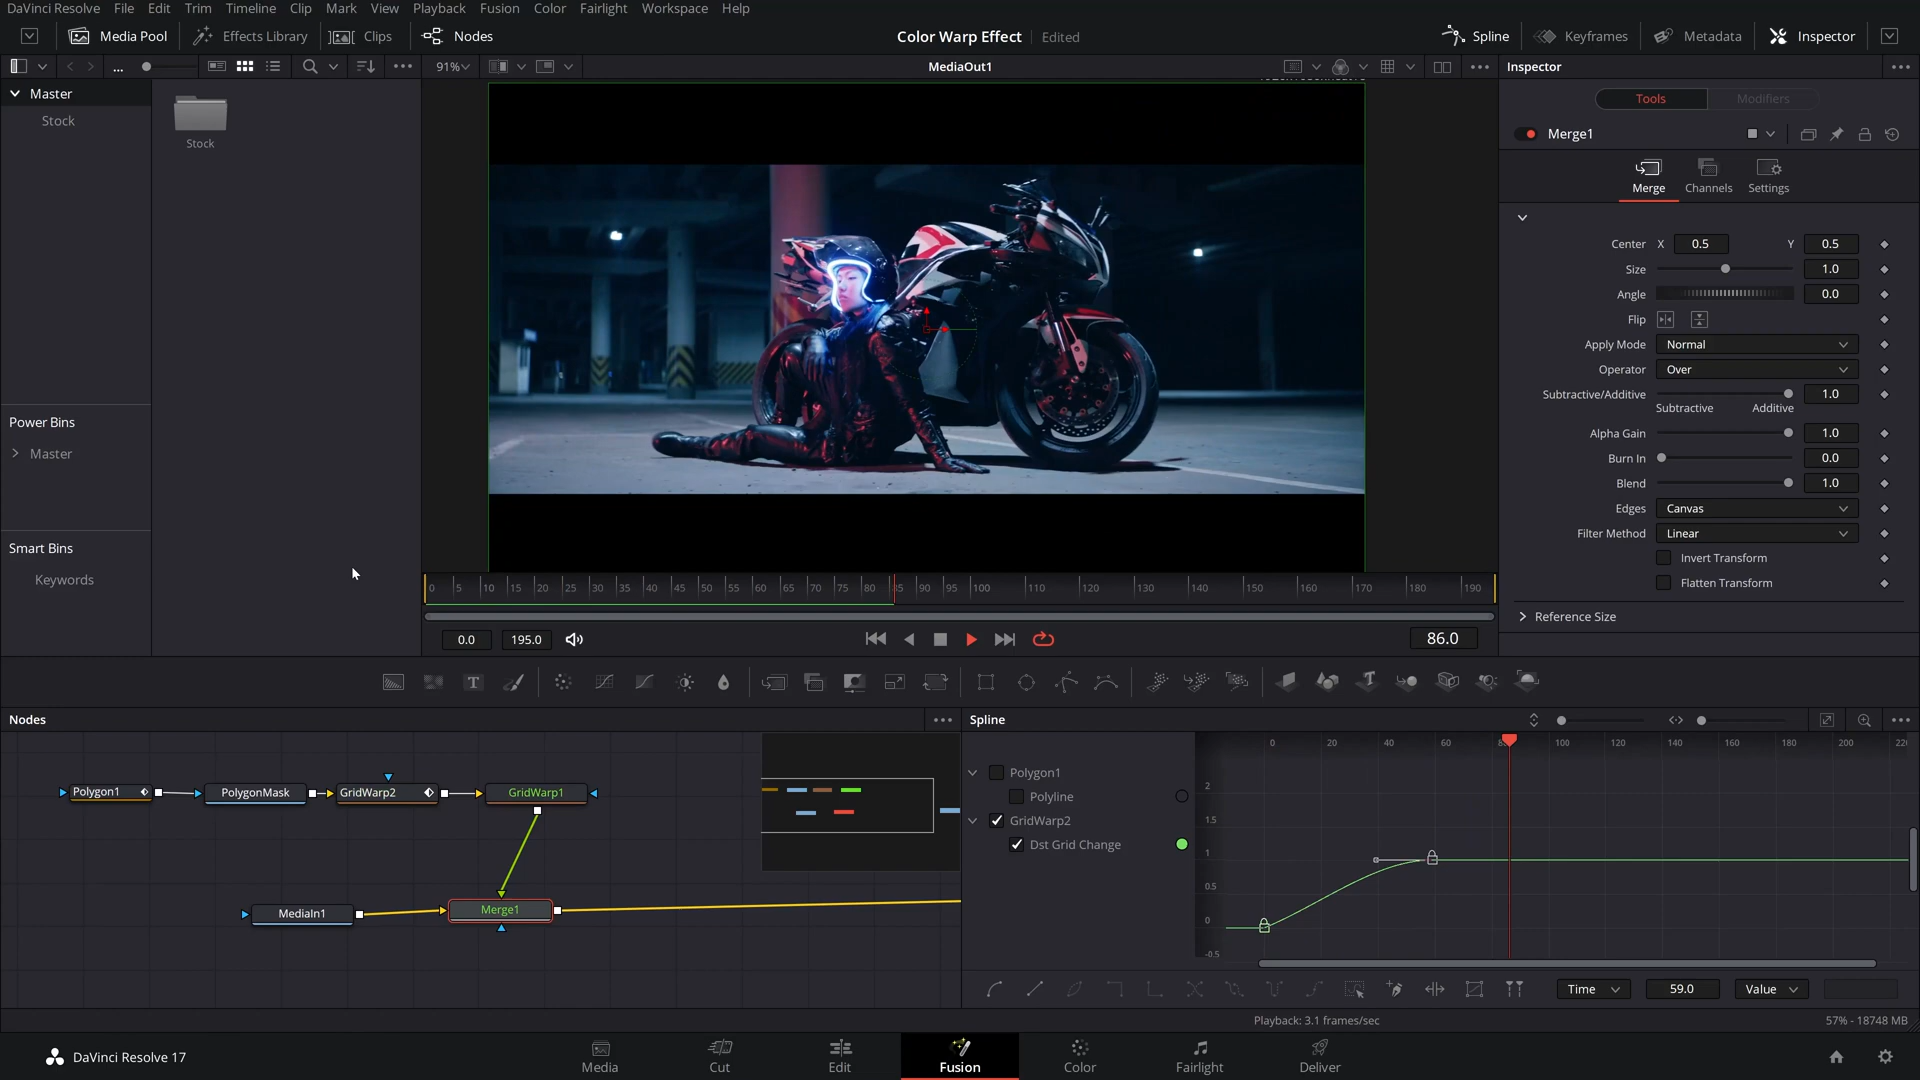 DaVinci Resolve File Edit Trim Timeline Clip Mark View Playback Fusion Color Fairlight Workspace Help
Media Pool Effects Library Clips Nodes Color Warp Effect Edited Spline Keyframes Metadata Inspector
91% MediaOut1 Inspector
Master
Stock
Stock
Power Bins
Master
Smart Bins
Keywords
0 5 10 15 20 25 30 35 40 45 50 55 60 65 70 75 80 85 90 95 100 110 120 130 140 150 160 170 180 190
0.0 195.0 86.0
Tools Modifiers
Merge1
Merge Channels Settings
Center X 0.5 Y 0.5
Size 1.0
Angle 0.0
Flip
Apply Mode Normal
Operator Over
Subtractive/Additive 1.0
Subtractive Additive
Alpha Gain 1.0
Burn In 0.0
Blend 1.0
Edges Canvas
Filter Method Linear
Invert Transform
Flatten Transform
Reference Size
T
Nodes
Polygon1 PolygonMask GridWarp2 GridWarp1
MediaIn1 Merge1
Spline
Polygon1
Polyline
GridWarp2
Dst Grid Change
0 20 40 60 100 120 140 160 180 200
2
1.5
1
0.5
0
-0.5
Time 59.0 Value
Playback: 3.1 frames/sec 57% - 18748 MB
DaVinci Resolve 17 Media Cut Edit Fusion Color Fairlight Deliver